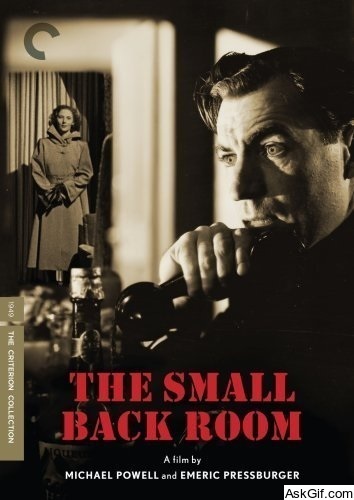 1949
THE CRITERION COLLECTION
THE SMALL
BACK ROOM
A film by
MICHAEL POWELL and EMERIC PRESSBURGER
AskGif.com